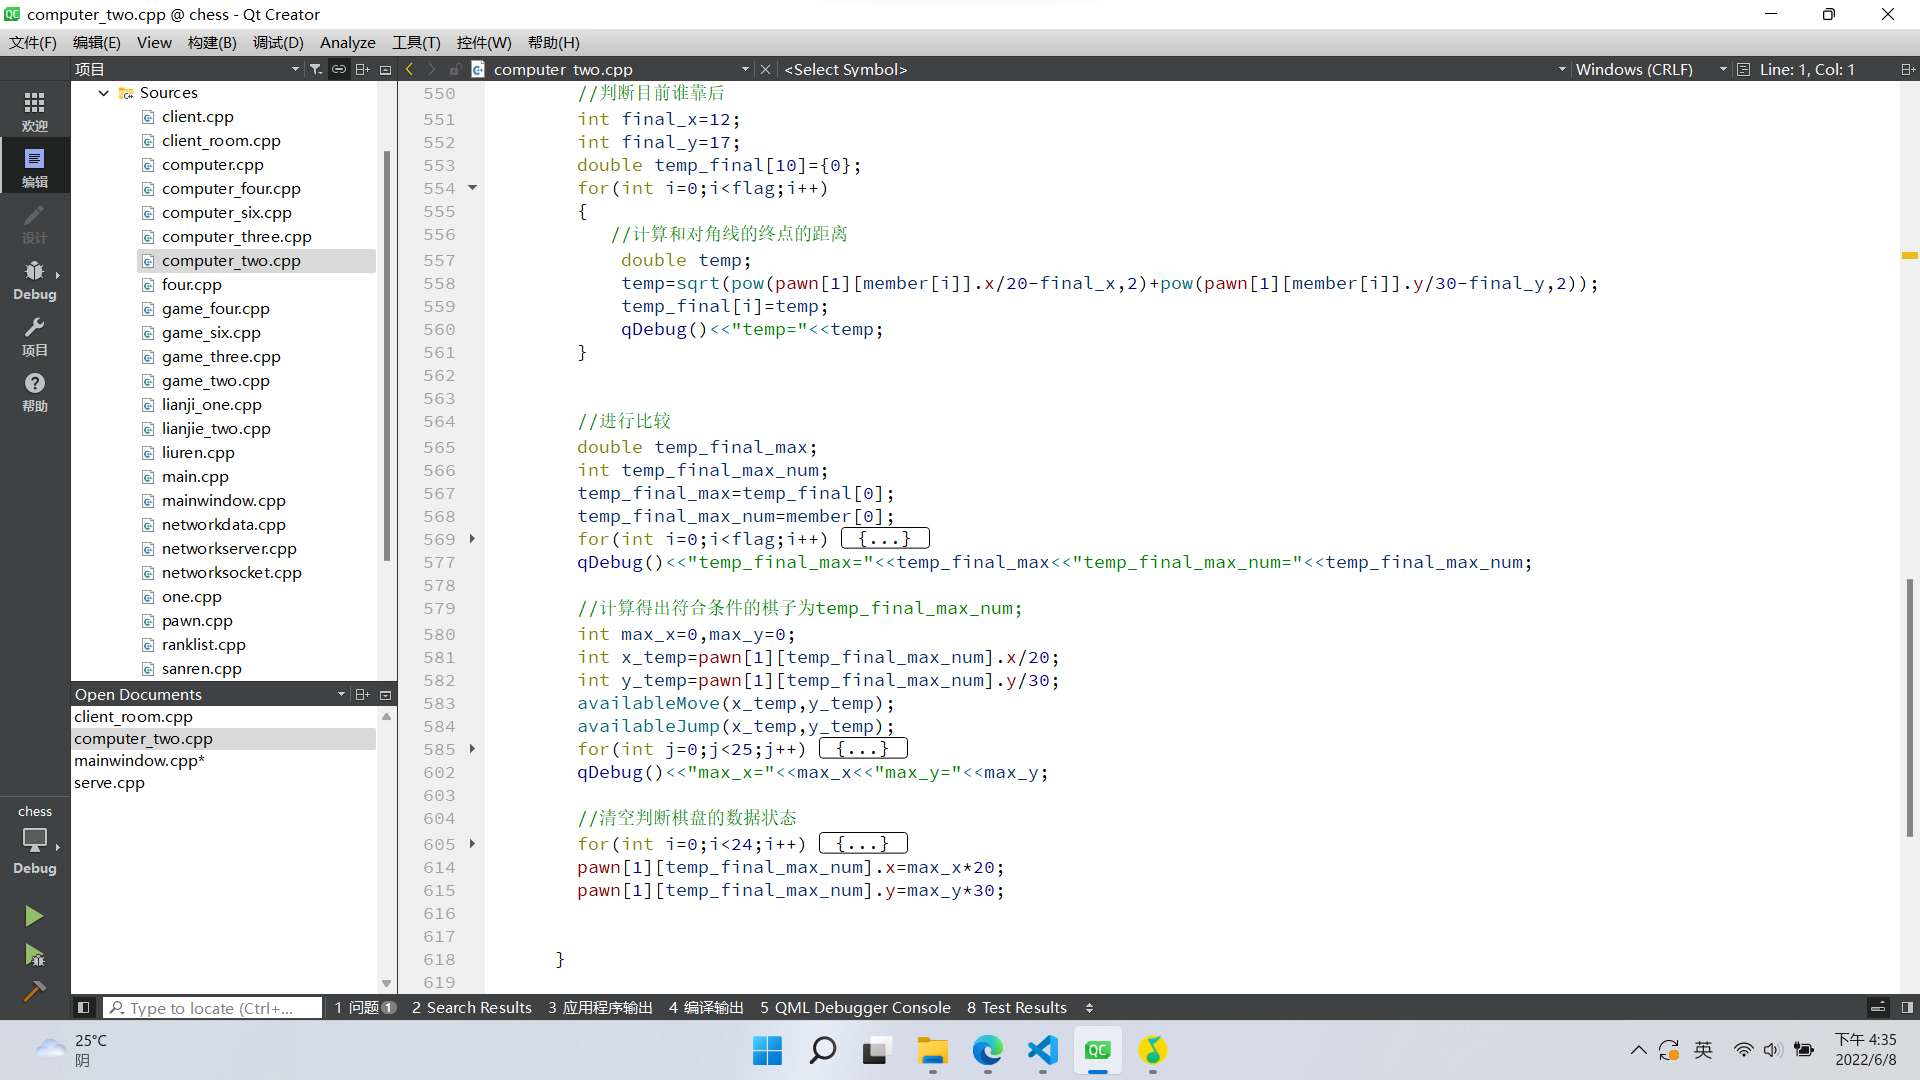 computer_two.cpp @ chess - Qt Creator
文件(F) 编辑(E) View 构建(B) 调试(D) Analyze 工具(T) 控件(W) 帮助(H)
项目
computer_two.cpp
<Select Symbol>
Windows (CRLF)
Line: 1, Col: 1
欢迎
编辑
设计
Debug
项目
帮助
chess
Debug
Sources
client.cpp
client_room.cpp
computer.cpp
computer_four.cpp
computer_six.cpp
computer_three.cpp
computer_two.cpp
four.cpp
game_four.cpp
game_six.cpp
game_three.cpp
game_two.cpp
lianji_one.cpp
lianjie_two.cpp
liuren.cpp
main.cpp
mainwindow.cpp
networkdata.cpp
networkserver.cpp
networksocket.cpp
one.cpp
pawn.cpp
ranklist.cpp
sanren.cpp
Open Documents
client_room.cpp
computer_two.cpp
mainwindow.cpp*
serve.cpp
550 //判断目前谁靠后
551 int final_x=12;
552 int final_y=17;
553 double temp_final[10]={0};
554 for(int i=0;i<flag;i++)
555 {
556 //计算和对角线的终点的距离
557 double temp;
558 temp=sqrt(pow(pawn[1][member[i]].x/20-final_x,2)+pow(pawn[1][member[i]].y/30-final_y,2));
559 temp_final[i]=temp;
560 qDebug()<<"temp="<<temp;
561 }
562
563
564 //进行比较
565 double temp_final_max;
566 int temp_final_max_num;
567 temp_final_max=temp_final[0];
568 temp_final_max_num=member[0];
569 for(int i=0;i<flag;i++) {...}
577 qDebug()<<"temp_final_max="<<temp_final_max<<"temp_final_max_num="<<temp_final_max_num;
578
579 //计算得出符合条件的棋子为temp_final_max_num;
580 int max_x=0,max_y=0;
581 int x_temp=pawn[1][temp_final_max_num].x/20;
582 int y_temp=pawn[1][temp_final_max_num].y/30;
583 availableMove(x_temp,y_temp);
584 availableJump(x_temp,y_temp);
585 for(int j=0;j<25;j++) {...}
602 qDebug()<<"max_x="<<max_x<<"max_y="<<max_y;
603
604 //清空判断棋盘的数据状态
605 for(int i=0;i<24;i++) {...}
614 pawn[1][temp_final_max_num].x=max_x*20;
615 pawn[1][temp_final_max_num].y=max_y*30;
616
617
618 }
619
Type to locate (Ctrl+...
1 问题 1 2 Search Results 3 应用程序输出 4 编译输出 5 QML Debugger Console 8 Test Results
25°C
阴
英
下午 4:35
2022/6/8